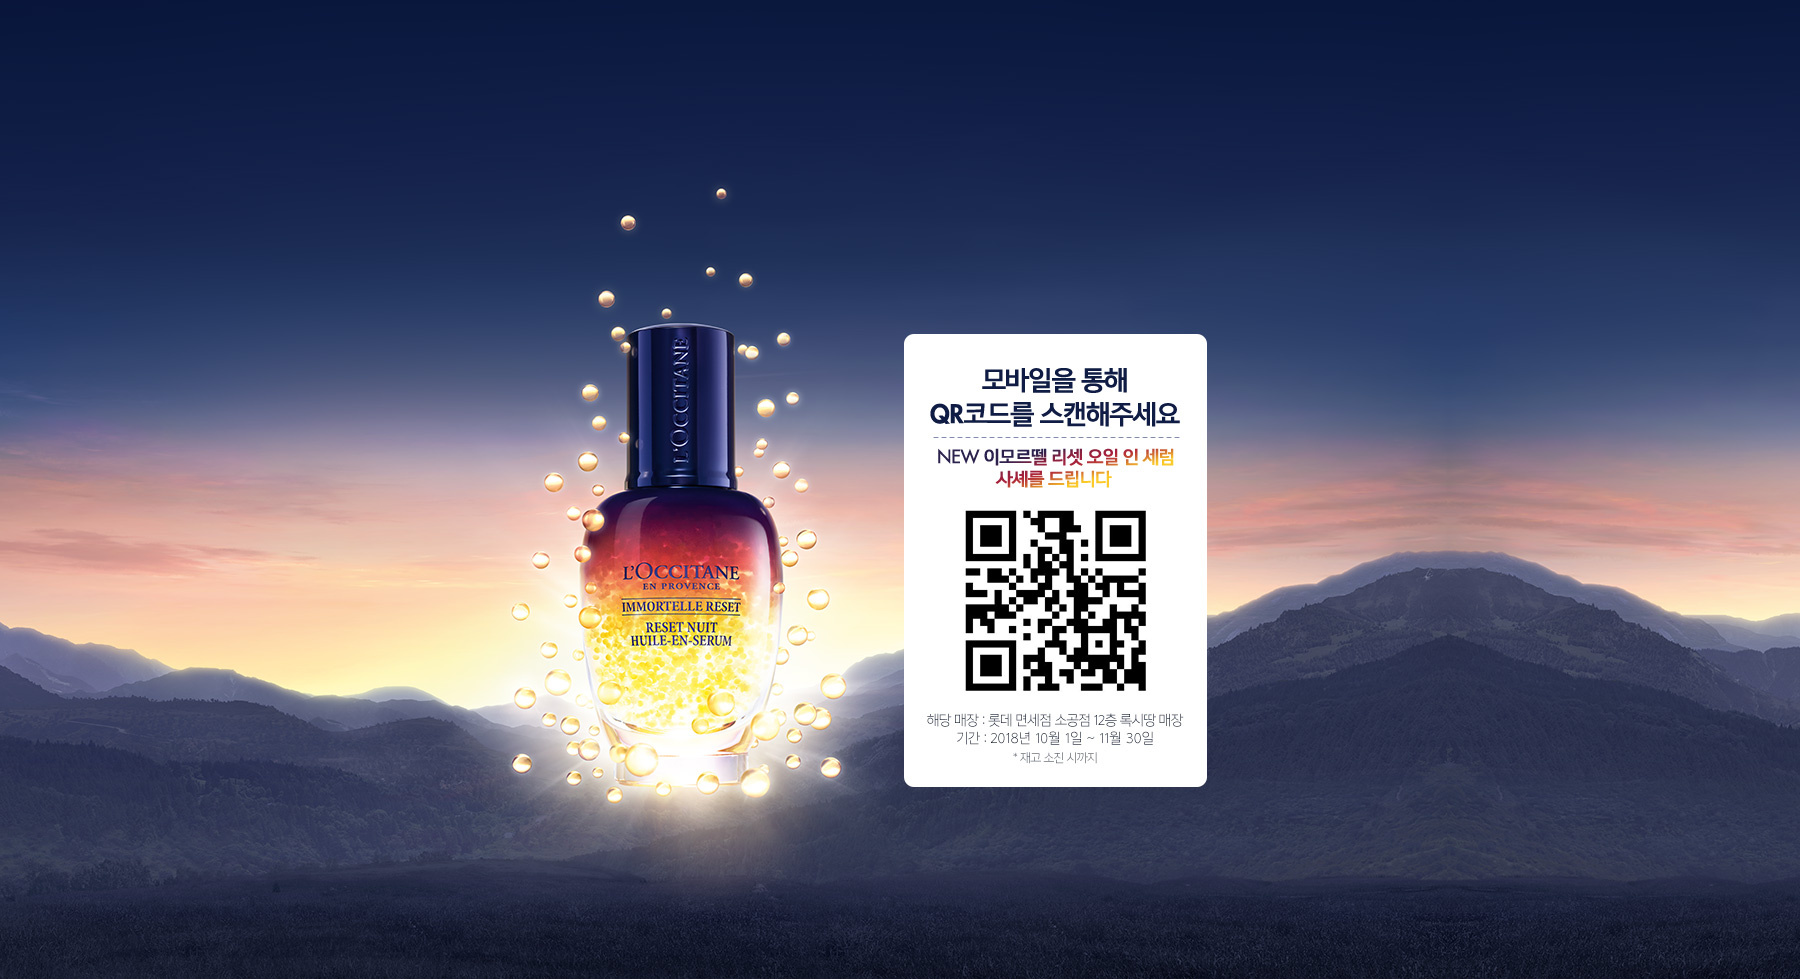 L'OCCITANE
L'OCCITANE
EN PROVENCE
IMMORTELLE RESET
RESET NUIT
HUILE-EN-SERUM
모바일을 통해
QR코드를 스캔해주세요
NEW 이모르뗄 리셋 오일 인 세럼
사셰를 드립니다
해당 매장 : 롯데 면세점 소공점 12층 록시땅 매장
기간 : 2018년 10월 1일 ~ 11월 30일
* 재고 소진 시까지